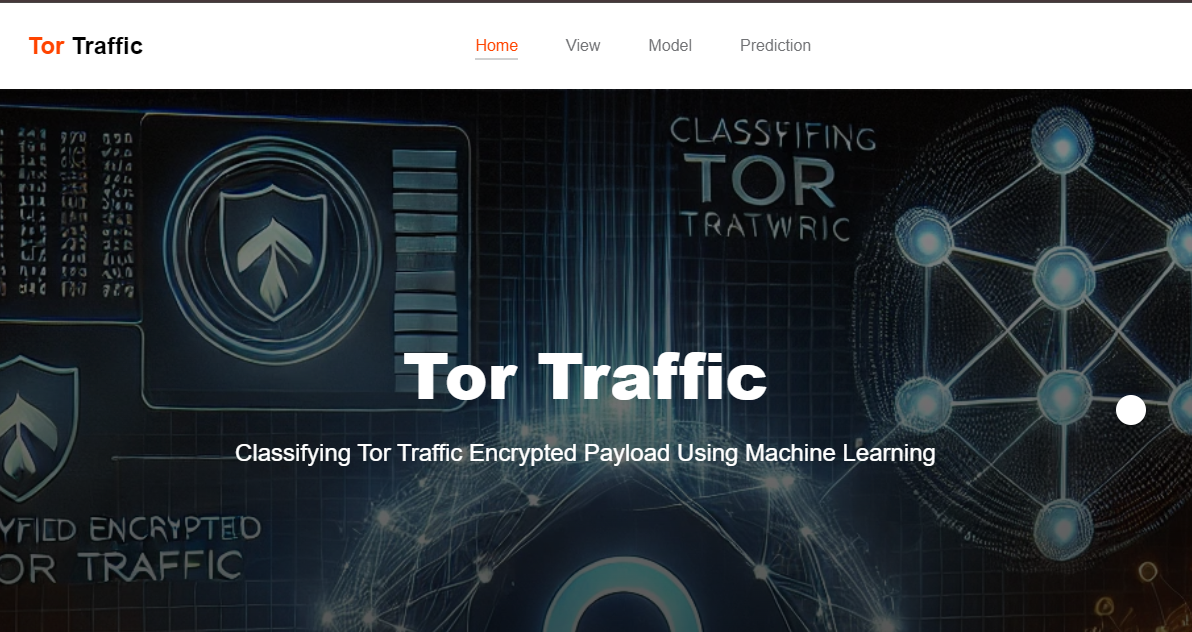 Tor Traffic
Home View Model Prediction
CLASSYIFING
TOR
TRATWRIC
Tor Traffic
Classifying Tor Traffic Encrypted Payload Using Machine Learning
YFILD ENCRYPTED
OR TRAFFIC